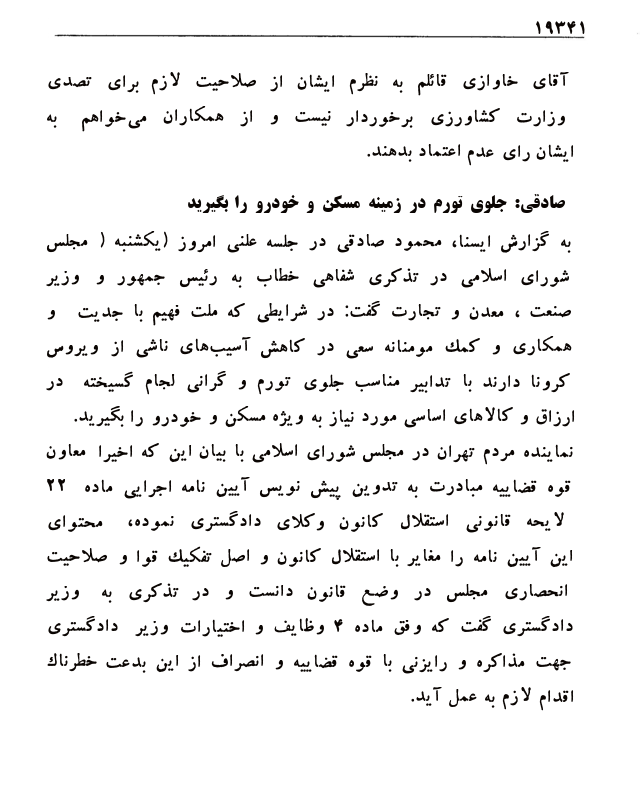 ۱۹۳۴۱
آقای خاوازی قائلم به نظرم ایشان از صلاحیت لازم برای تصدی
وزارت کشاورزی برخوردار نیست و از همکاران می‌خواهم به
ایشان رای عدم اعتماد بدهند.
صادقی: جلوی تورم در زمینه مسکن و خودرو را بگیرید
به گزارش ایسنا، محمود صادقی در جلسه علنی امروز (یکشنبه ( مجلس
شورای اسلامی در تذکری شفاهی خطاب به رئیس جمهور و وزیر
صنعت ، معدن و تجارت گفت: در شرایطی که ملت فهیم با جدیت و
همکاری و کمك مومنانه سعی در کاهش آسیب‌های ناشی از ویروس
کرونا دارند با تدابیر مناسب جلوی تورم و گرانی لجام گسیخته در
ارزاق و کالاهای اساسی مورد نیاز به ویژه مسکن و خودرو را بگیرید.
نماینده مردم تهران در مجلس شورای اسلامی با بیان این که اخیرا معاون
قوه قضاییه مبادرت به تدوین پیش نویس آیین نامه اجرایی ماده ۲۲
لایحه قانونی استقلال کانون وکلای دادگستری نموده، محتوای
این آیین نامه را مغایر با استقلال کانون و اصل تفکیك قوا و صلاحیت
انحصاری مجلس در وضع قانون دانست و در تذکری به وزیر
دادگستری گفت که وفق ماده ۴ وظایف و اختیارات وزیر دادگستری
جهت مذاکره و رایزنی با قوه قضاییه و انصراف از این بدعت خطرناك
اقدام لازم به عمل آید.